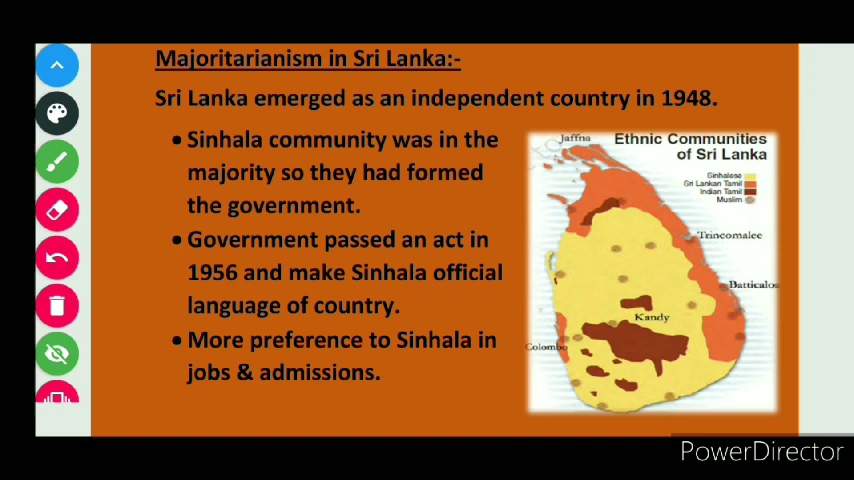 Majoritarianism in Sri Lanka:-
Sri Lanka emerged as an independent country in 1948.
• Sinhala community was in the
majority so they had formed
the government.
• Government passed an act in
1956 and make Sinhala official
language of country.
• More preference to Sinhala in
jobs & admissions.
Jaffna
Ethnic Communities
of Sri Lanka
Sinhalese
Sri Lankan Tamil
Indian Tamil
Muslim
Trincomalee
Batticaloa
Kandy
Colombo
PowerDirector